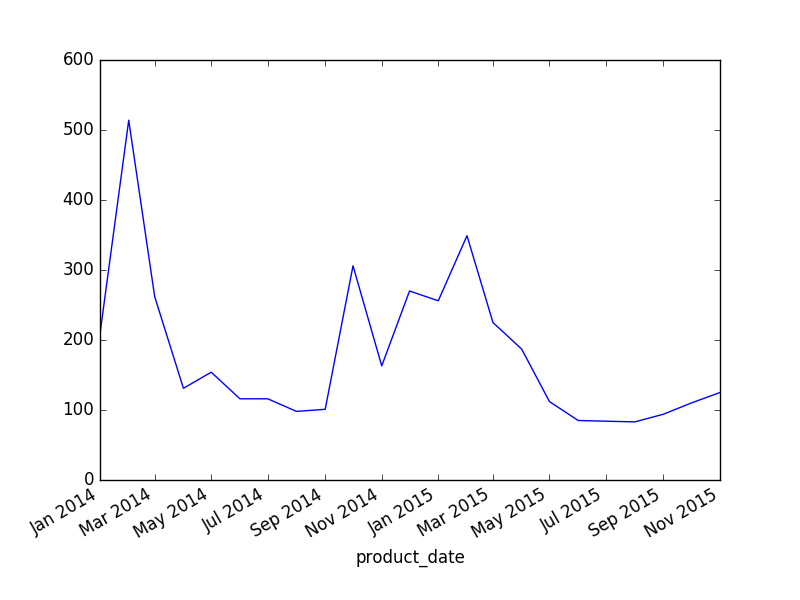 600
500
400
300
200
100
0
Jan 2014
Mar 2014
May 2014
Jul 2014
Sep 2014
Nov 2014
Jan 2015
Mar 2015
May 2015
Jul 2015
Sep 2015
Nov 2015
product_date